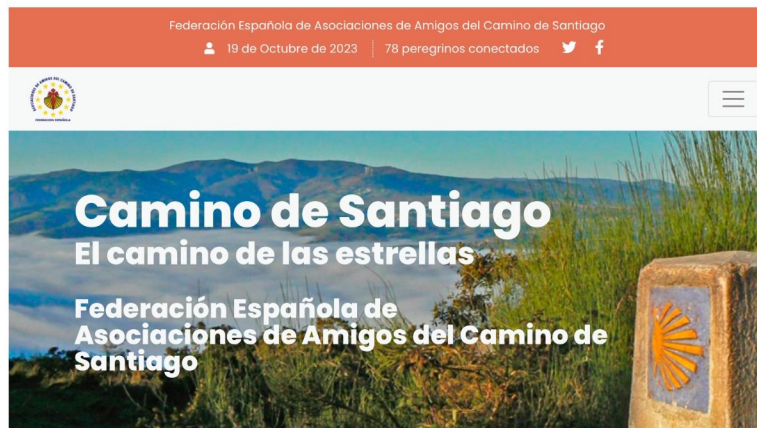 Federación Española de Asociaciones de Amigos del Camino de Santiago
19 de Octubre de 2023 78 peregrinos conectados
Camino de Santiago
El camino de las estrellas
Federación Española de
Asociaciones de Amigos del Camino de
Santiago